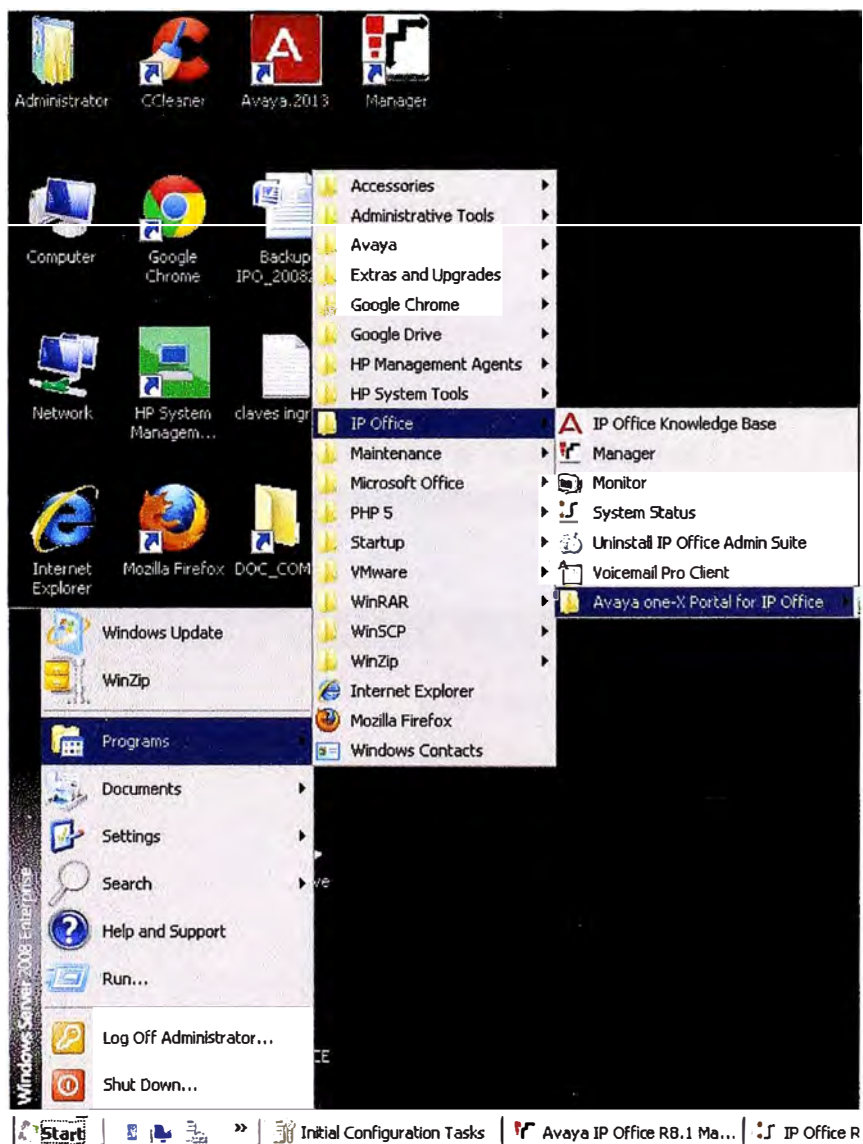 Administrator
CCleaner
Avaya.2013
Manager
Computer
Google
Chrome
Backup
Network
HP System
Managem...
claves ingr
Internet
Explorer
Mozilla Firefox
DOC_COM
Accessories
Administrative Tools
Avaya
Extras and Upgrades
Google Chrome
Google Drive
HP Management Agents
HP System Tools
IP Office
Maintenance
Microsoft Office
PHP 5
Startup
VMware
WinRAR
WinSCP
WinZip
Internet Explorer
Mozilla Firefox
Windows Contacts
IP Office Knowledge Base
Manager
Monitor
System Status
Uninstall IP Office Admin Suite
Voicemail Pro Client
Avaya one-X Portal for IP Office
Windows Update
WinZip
Programs
Documents
Settings
Search
Help and Support
Run...
Log Off Administrator...
Shut Down...
Windows Server 2008 Enterprise
Start
»
Initial Configuration Tasks
Avaya IP Office R8.1 Ma...
IP Office R